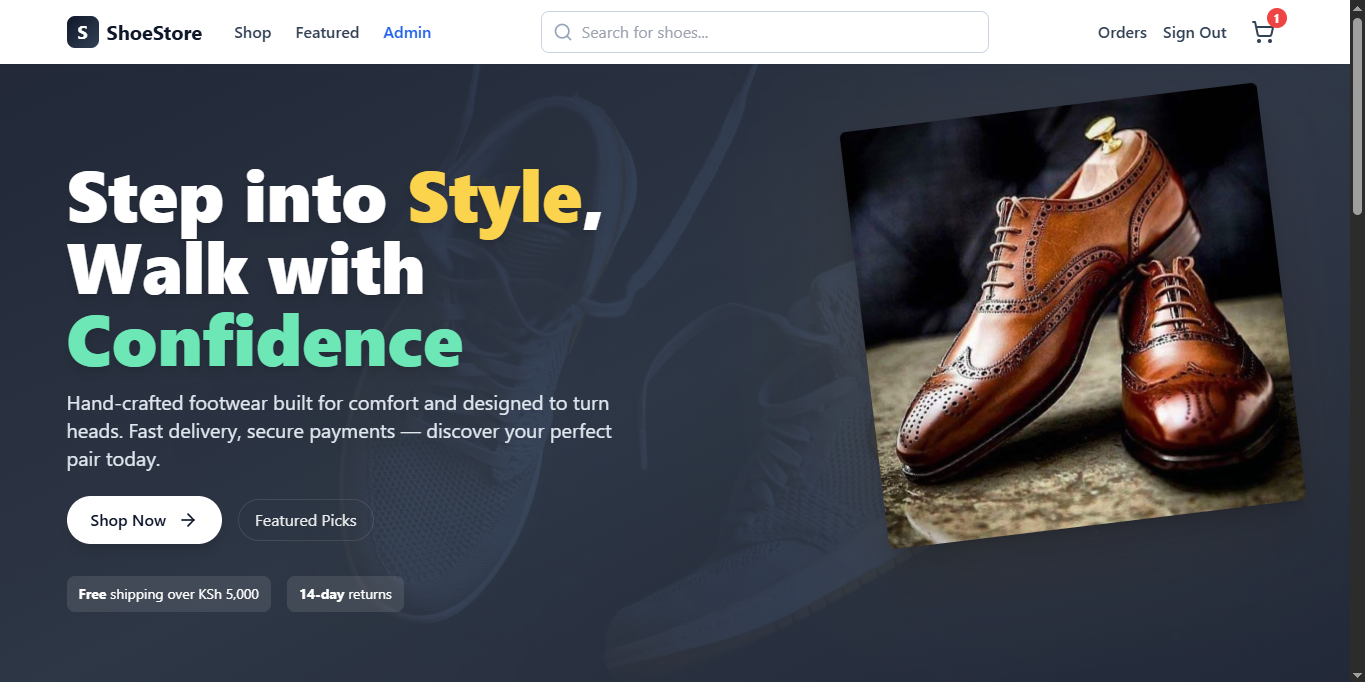 S ShoeStore Shop Featured Admin Search for shoes... Orders Sign Out 1
Step into Style,
Walk with
Confidence
Hand-crafted footwear built for comfort and designed to turn
heads. Fast delivery, secure payments — discover your perfect
pair today.
Shop Now Featured Picks
Free shipping over KSh 5,000 14-day returns